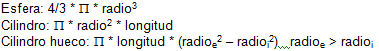 Esfera: 4/3 * Π * radio³
Cilindro: Π * radio² * longitud
Cilindro hueco: Π * longitud * (radioₑ² – radioᵢ²) radioₑ > radioᵢ